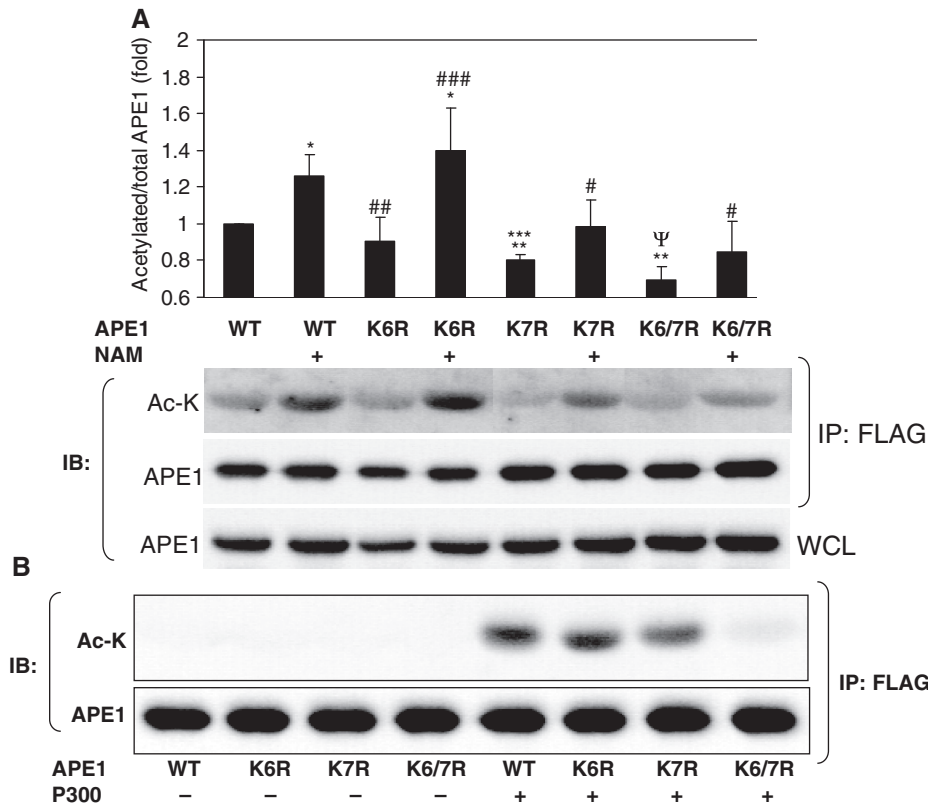 A
Acetylated/total APE1 (fold)
2
1.8
1.6
1.4
1.2
1
0.8
0.6
*
##
###
*
***
**
#
Ψ
**
#
APE1 WT WT K6R K6R K7R K7R K6/7R K6/7R
NAM + + + +
IB:
Ac-K
APE1
IP: FLAG
APE1
WCL
B
IB:
Ac-K
APE1
IP: FLAG
APE1 WT K6R K7R K6/7R WT K6R K7R K6/7R
P300 – – – – + + + +